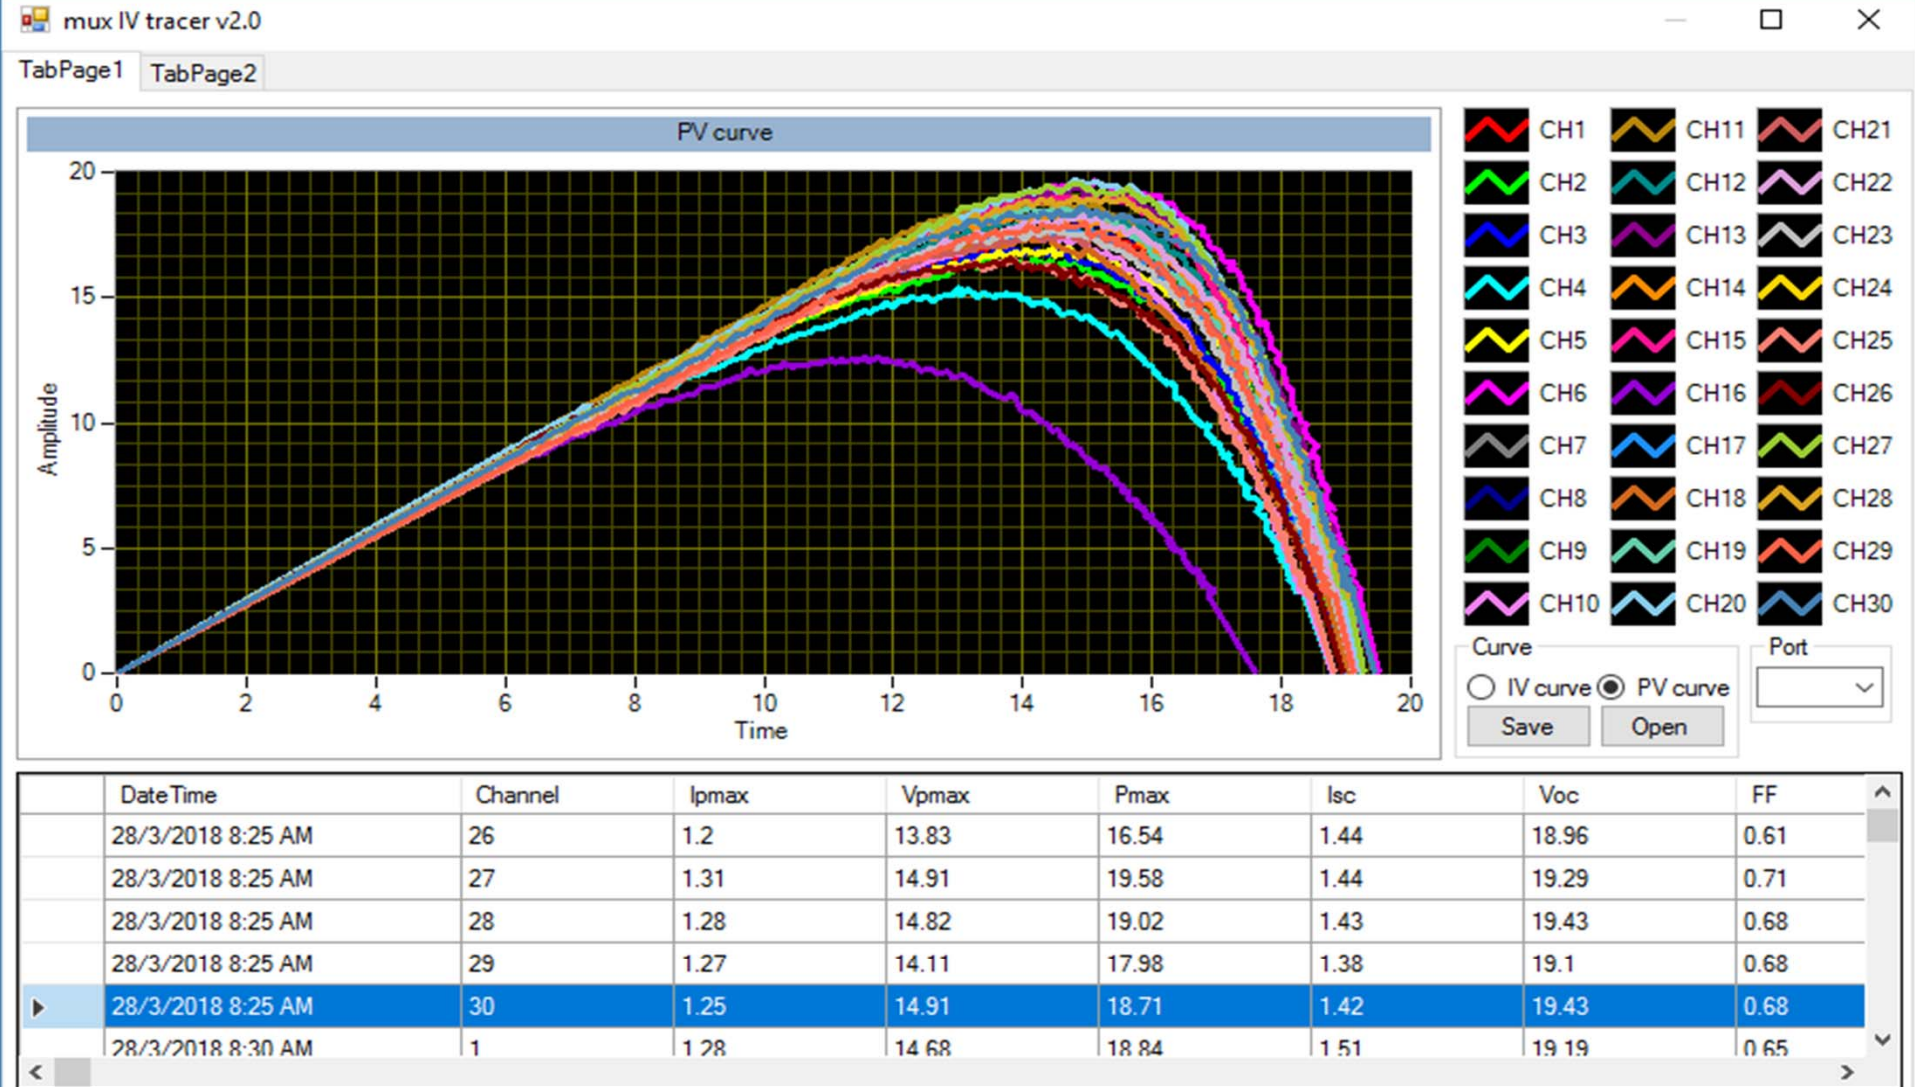 mux IV tracer v2.0
TabPage1 TabPage2
PV curve
20
15
10
5
0
Amplitude
0 2 4 6 8 10 12 14 16 18 20
Time
CH1 CH11 CH21
CH2 CH12 CH22
CH3 CH13 CH23
CH4 CH14 CH24
CH5 CH15 CH25
CH6 CH16 CH26
CH7 CH17 CH27
CH8 CH18 CH28
CH9 CH19 CH29
CH10 CH20 CH30
Curve Port
IV curve PV curve
Save Open
DateTime Channel Ipmax Vpmax Pmax Isc Voc FF
28/3/2018 8:25 AM 26 1.2 13.83 16.54 1.44 18.96 0.61
28/3/2018 8:25 AM 27 1.31 14.91 19.58 1.44 19.29 0.71
28/3/2018 8:25 AM 28 1.28 14.82 19.02 1.43 19.43 0.68
28/3/2018 8:25 AM 29 1.27 14.11 17.98 1.38 19.1 0.68
28/3/2018 8:25 AM 30 1.25 14.91 18.71 1.42 19.43 0.68
28/3/2018 8:30 AM 1 1.28 14.68 18.84 1.51 19.19 0.65